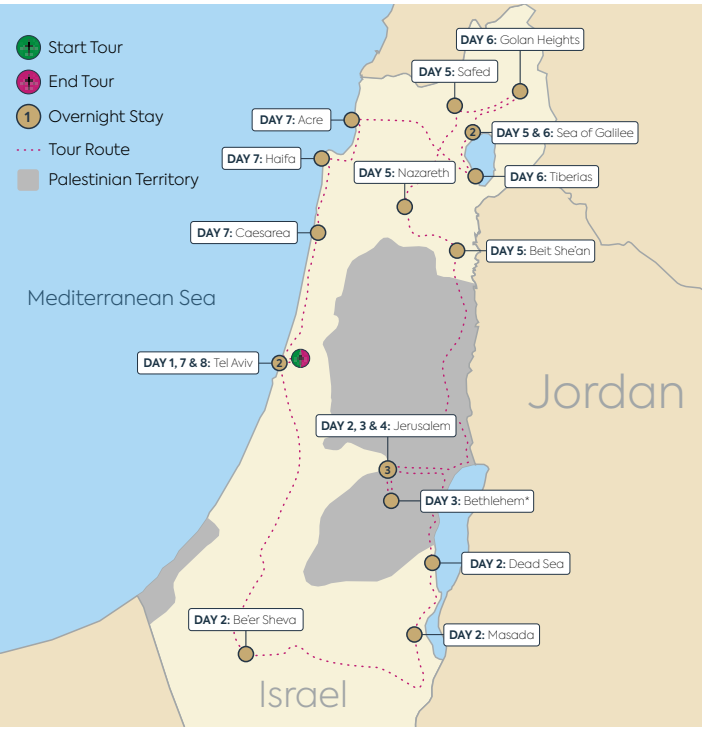 Start Tour
End Tour
1 Overnight Stay
Tour Route
Palestinian Territory
DAY 6: Golan Heights
DAY 5: Safed
DAY 7: Acre
2
DAY 5 & 6: Sea of Galilee
DAY 7: Haifa
DAY 5: Nazareth
DAY 6: Tiberias
DAY 7: Caesarea
DAY 5: Beit She'an
Mediterranean Sea
DAY 1, 7 & 8: Tel Aviv
2
Jordan
DAY 2, 3 & 4: Jerusalem
3
DAY 3: Bethlehem*
DAY 2: Dead Sea
DAY 2: Be'er Sheva
DAY 2: Masada
Israel